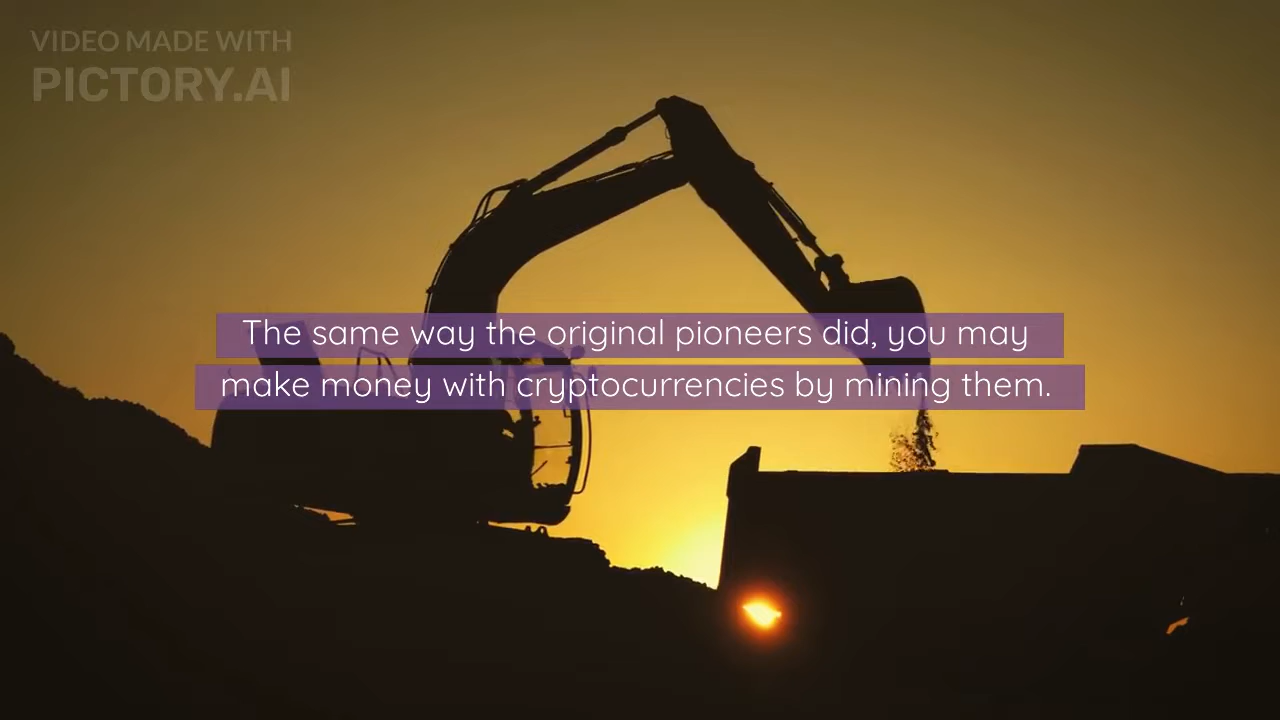 VIDEO MADE WITH
PICTORY.AI
The same way the original pioneers did, you may
make money with cryptocurrencies by mining them.